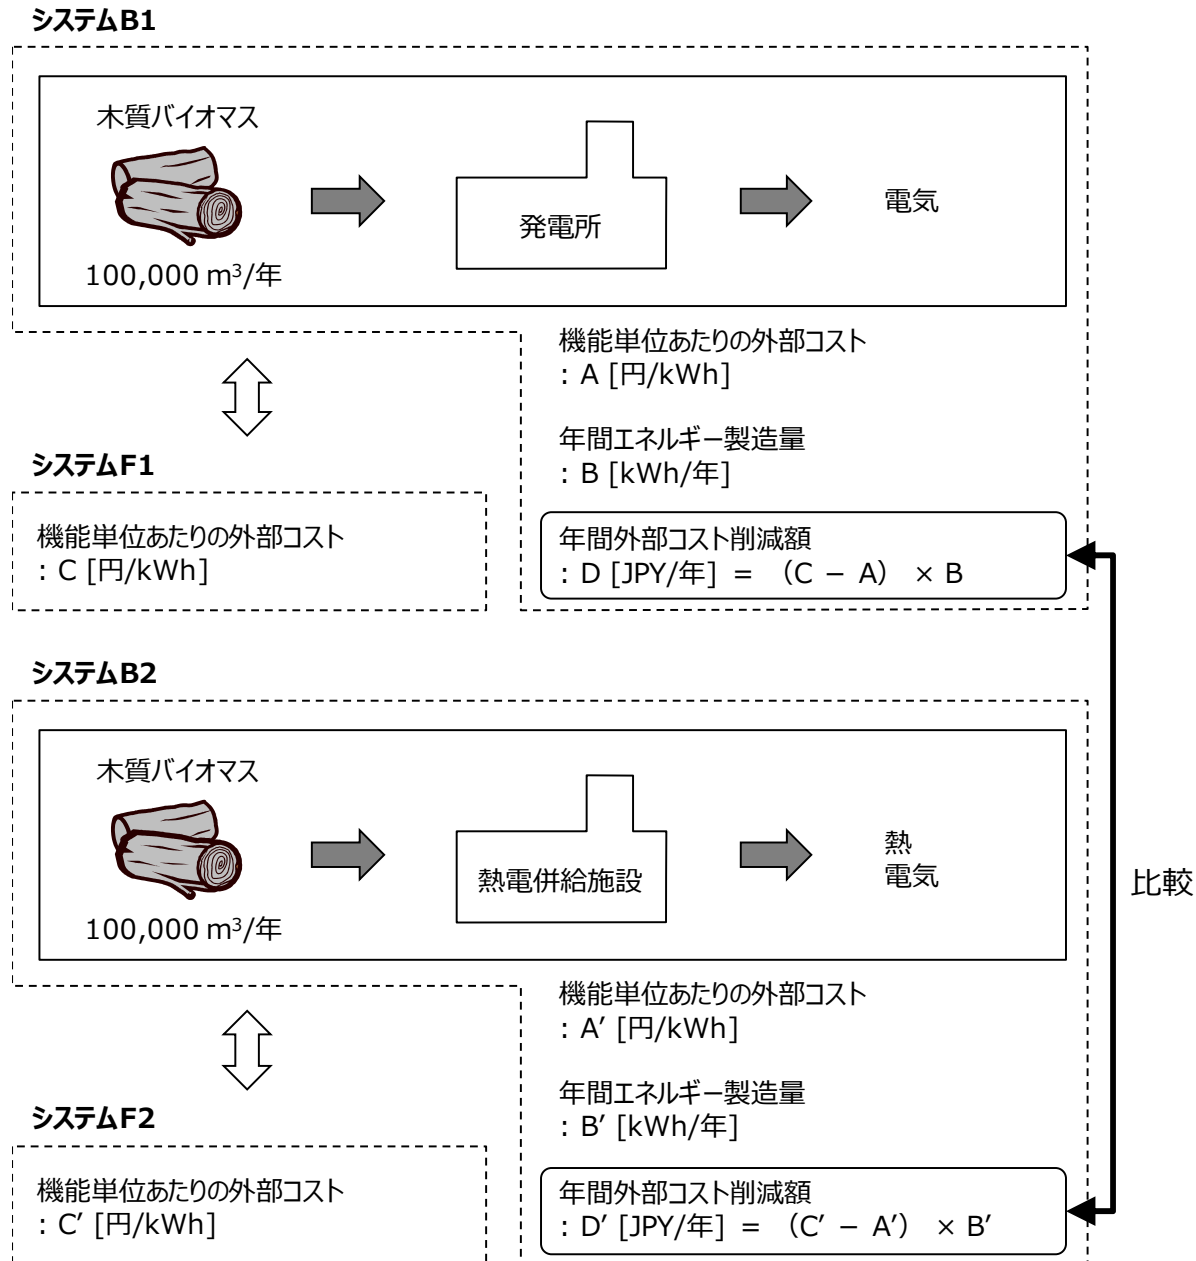 システムB1
木質バイオマス
100,000 m³/年
発電所
電気
機能単位あたりの外部コスト
: A [円/kWh]
年間エネルギー製造量
: B [kWh/年]
年間外部コスト削減額
: D [JPY/年] = （C − A） × B
システムF1
機能単位あたりの外部コスト
: C [円/kWh]
システムB2
木質バイオマス
100,000 m³/年
熱電併給施設
熱
電気
比較
機能単位あたりの外部コスト
: A′ [円/kWh]
年間エネルギー製造量
: B′ [kWh/年]
年間外部コスト削減額
: D′ [JPY/年] = （C′ − A′） × B′
システムF2
機能単位あたりの外部コスト
: C′ [円/kWh]